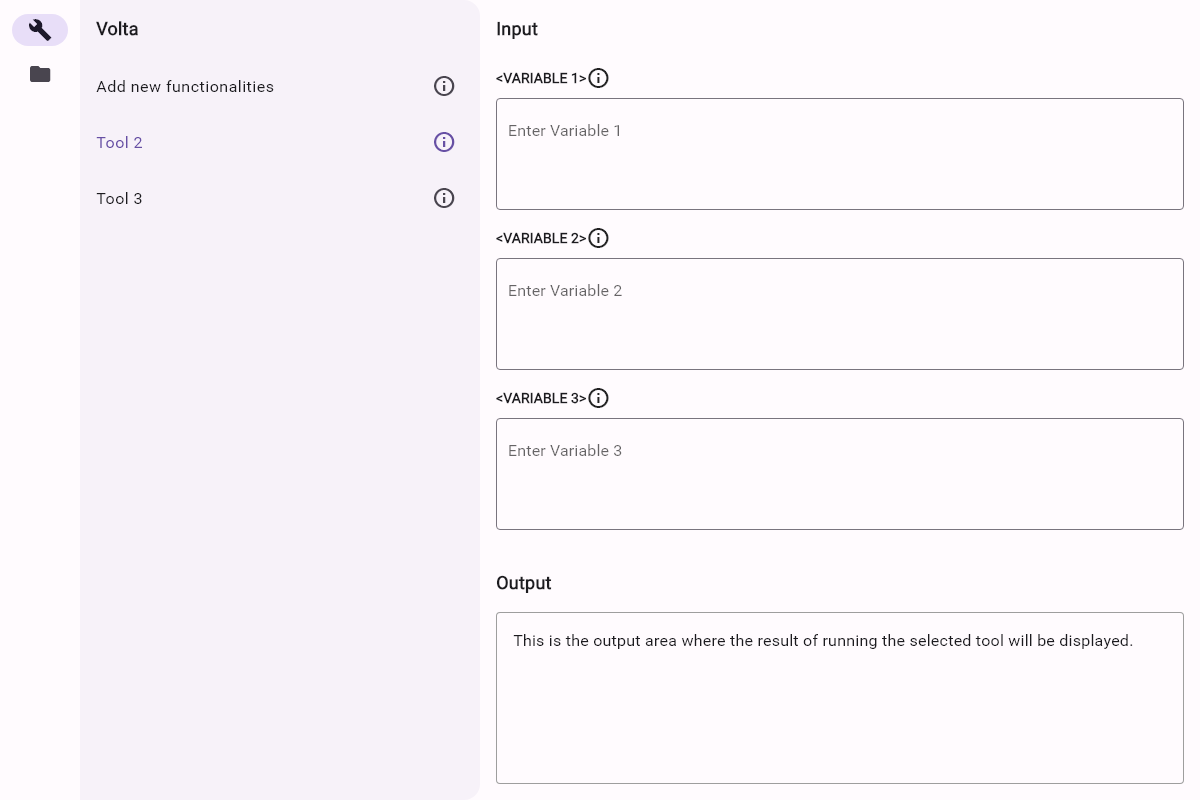 Volta
Add new functionalities
Tool 2
Tool 3
Input
<VARIABLE 1>
Enter Variable 1
<VARIABLE 2>
Enter Variable 2
<VARIABLE 3>
Enter Variable 3
Output
This is the output area where the result of running the selected tool will be displayed.